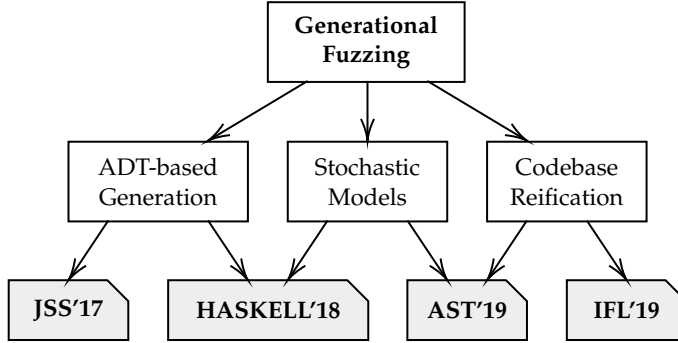 Generational
Fuzzing
ADT-based
Generation
Stochastic
Models
Codebase
Reification
JSS’17
HASKELL’18
AST’19
IFL’19